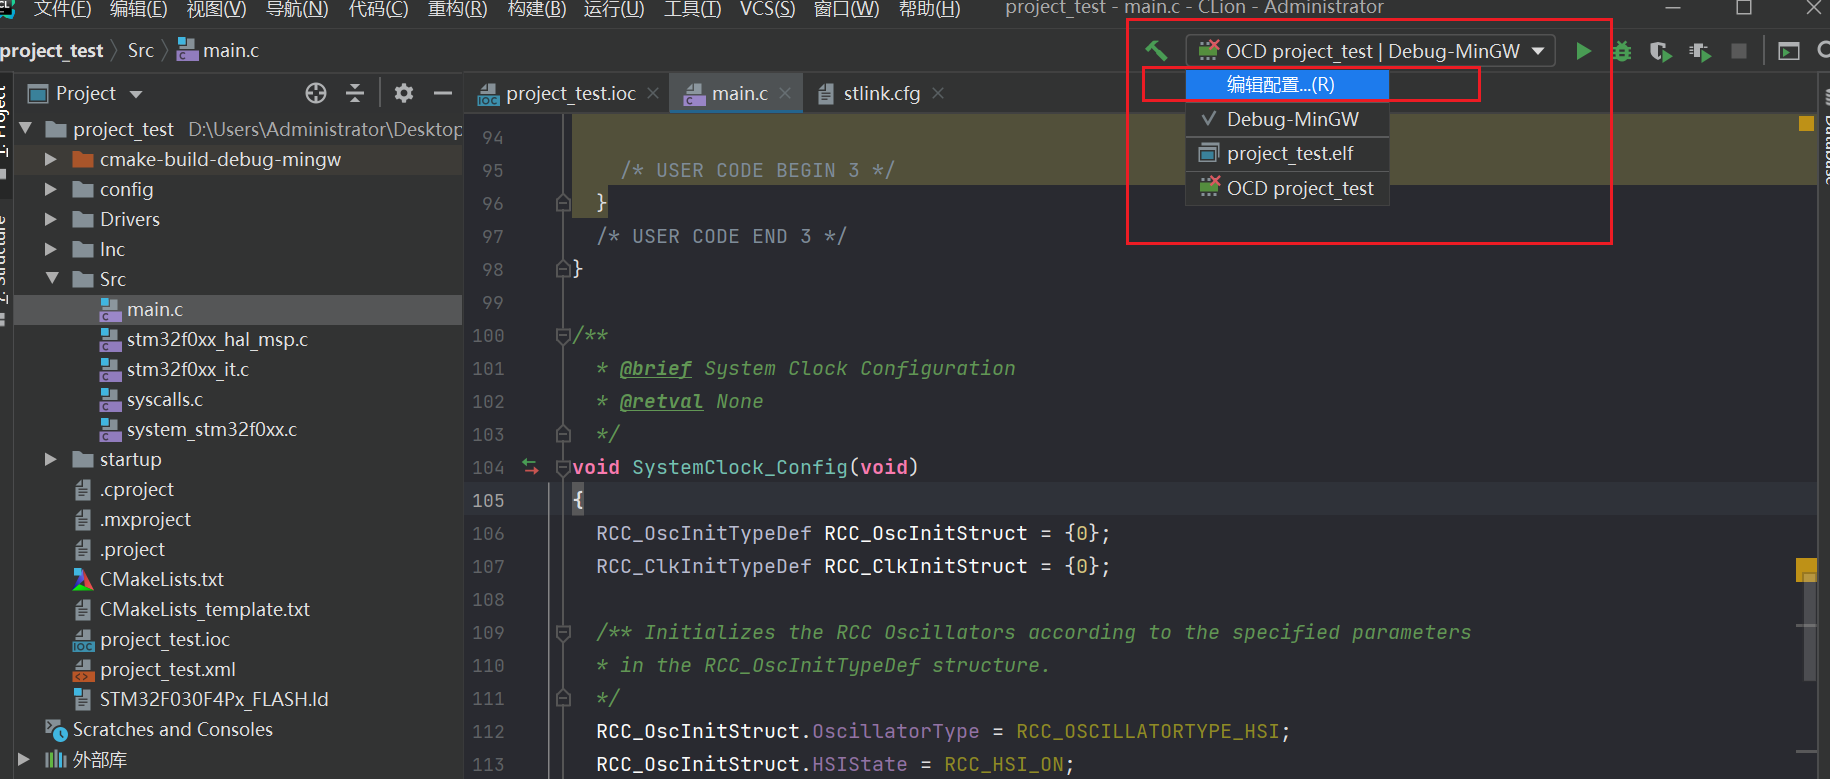 文件(F) 编辑(E) 视图(V) 导航(N) 代码(C) 重构(R) 构建(B) 运行(U) 工具(T) VCS(S) 窗口(W) 帮助(H) project_test - main.c - CLion - Administrator
project_test Src main.c
OCD project_test | Debug-MinGW
编辑配置...(R)
Debug-MinGW
project_test.elf
OCD project_test
Project
project_test.ioc main.c stlink.cfg
1: Project
Structure
Database
project_test D:\Users\Administrator\Desktop
cmake-build-debug-mingw
config
Drivers
Inc
Src
main.c
stm32f0xx_hal_msp.c
stm32f0xx_it.c
syscalls.c
system_stm32f0xx.c
startup
.cproject
.mxproject
.project
CMakeLists.txt
CMakeLists_template.txt
project_test.ioc
project_test.xml
STM32F030F4Px_FLASH.ld
Scratches and Consoles
外部库
94
95 /* USER CODE BEGIN 3 */
96 }
97 /* USER CODE END 3 */
98 }
99
100 /**
101 * @brief System Clock Configuration
102 * @retval None
103 */
104 void SystemClock_Config(void)
105 {
106 RCC_OscInitTypeDef RCC_OscInitStruct = {0};
107 RCC_ClkInitTypeDef RCC_ClkInitStruct = {0};
108
109 /** Initializes the RCC Oscillators according to the specified parameters
110 * in the RCC_OscInitTypeDef structure.
111 */
112 RCC_OscInitStruct.OscillatorType = RCC_OSCILLATORTYPE_HSI;
113 RCC_OscInitStruct.HSIState = RCC_HSI_ON;